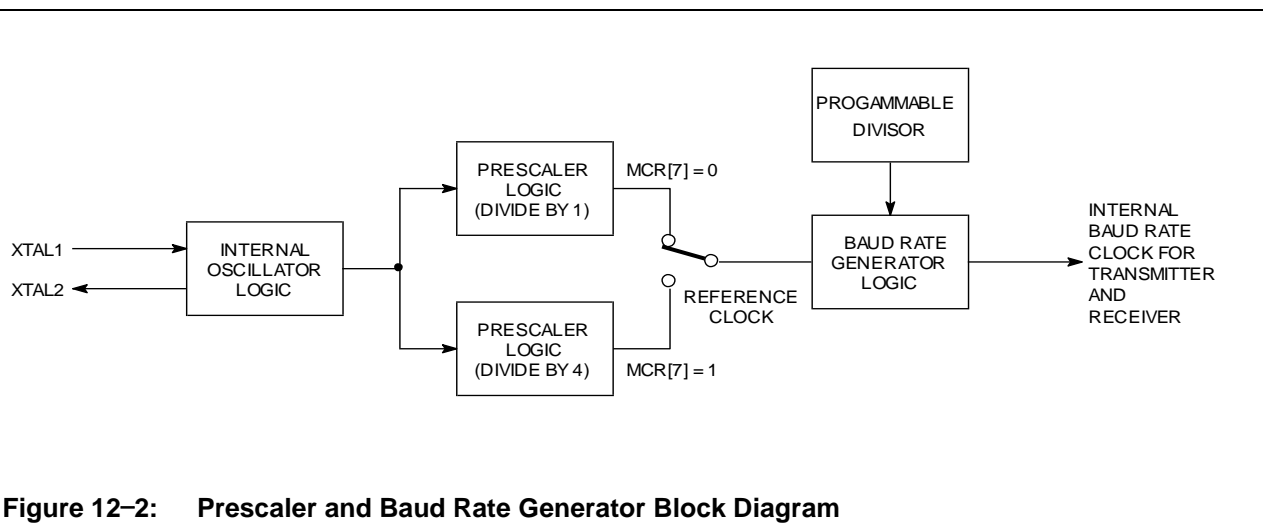 PROGAMMABLE
DIVISOR
PRESCALER
LOGIC
(DIVIDE BY 1)
MCR[7] = 0
XTAL1
XTAL2
INTERNAL
OSCILLATOR
LOGIC
BAUD RATE
GENERATOR
LOGIC
INTERNAL
BAUD RATE
CLOCK FOR
TRANSMITTER
AND
RECEIVER
REFERENCE
CLOCK
PRESCALER
LOGIC
(DIVIDE BY 4)
MCR[7] = 1
Figure 12–2: Prescaler and Baud Rate Generator Block Diagram